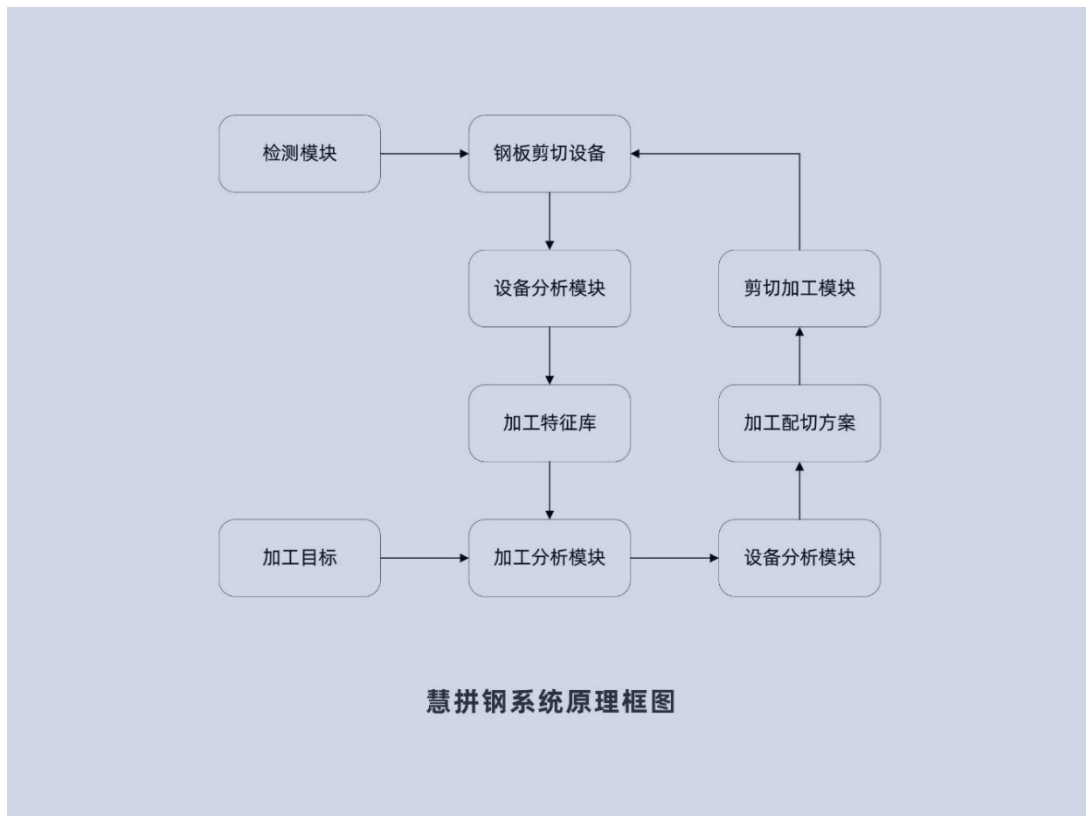 检测模块
钢板剪切设备
设备分析模块
剪切加工模块
加工特征库
加工配切方案
加工目标
加工分析模块
设备分析模块
慧拼钢系统原理框图